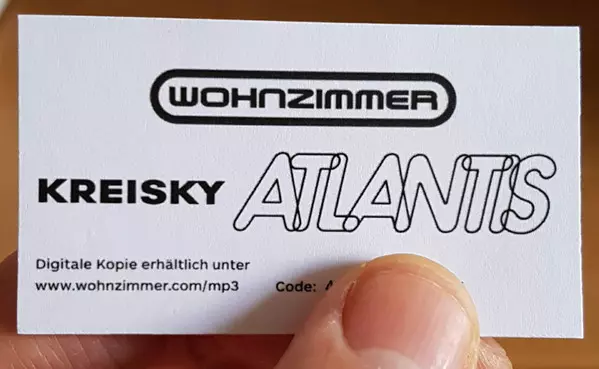 WOHNZIMMER
KREISKY ATLANTIS
Digitale Kopie erhältlich unter
www.wohnzimmer.com/mp3 Code: